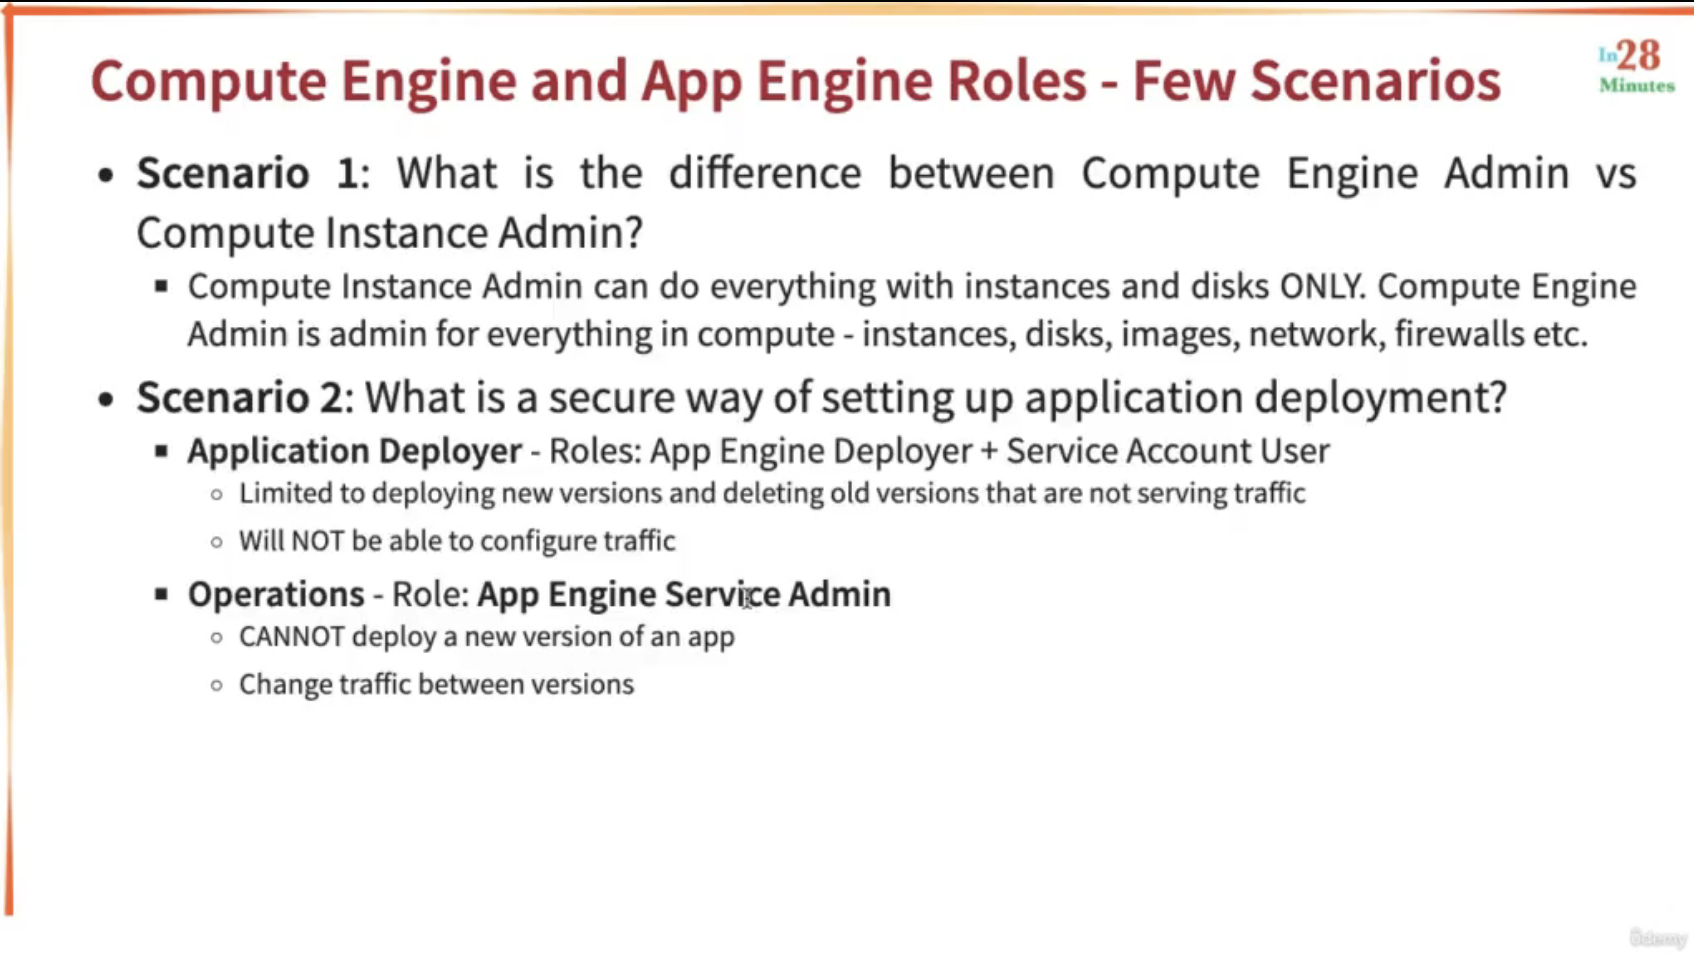 Compute Engine and App Engine Roles - Few Scenarios
In28
Minutes
• Scenario 1: What is the difference between Compute Engine Admin vs
Compute Instance Admin?
▪ Compute Instance Admin can do everything with instances and disks ONLY. Compute Engine
Admin is admin for everything in compute - instances, disks, images, network, firewalls etc.
• Scenario 2: What is a secure way of setting up application deployment?
▪ Application Deployer - Roles: App Engine Deployer + Service Account User
○ Limited to deploying new versions and deleting old versions that are not serving traffic
○ Will NOT be able to configure traffic
▪ Operations - Role: App Engine Service Admin
○ CANNOT deploy a new version of an app
○ Change traffic between versions
ûdemy